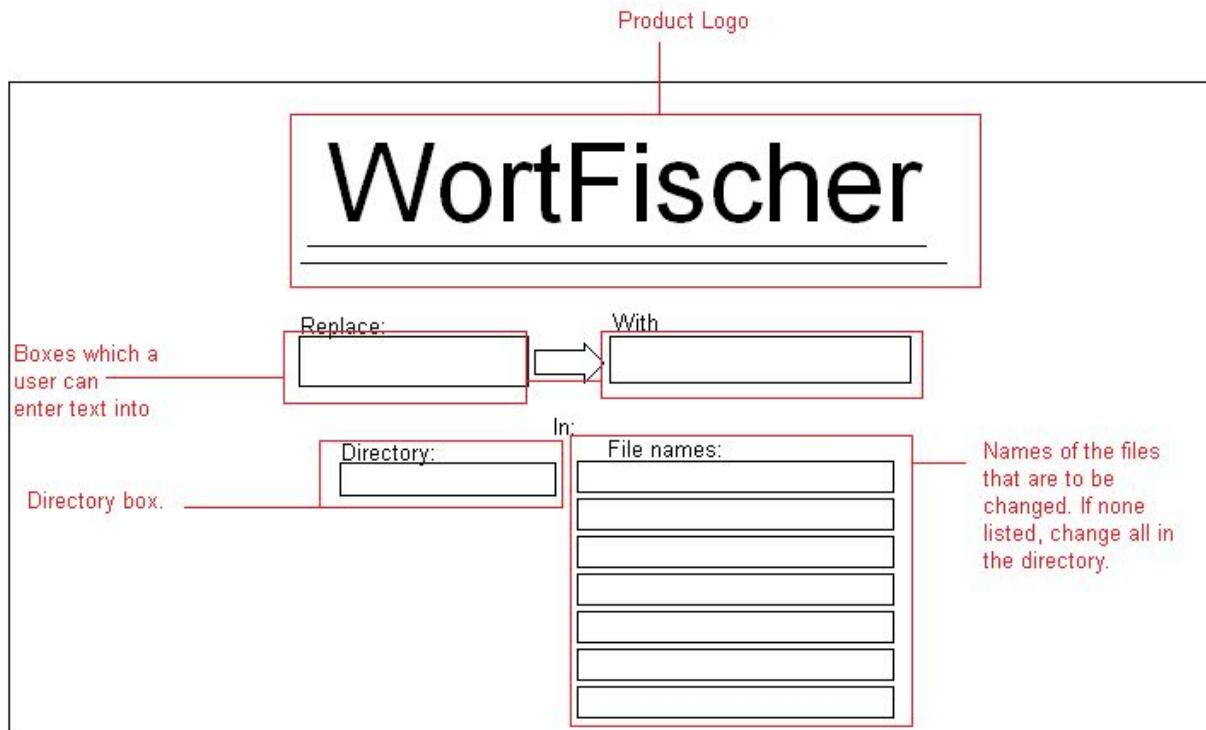 Product Logo
WortFischer
Replace:
With
Boxes which a
user can
enter text into
In:
Directory:
File names:
Directory box.
Names of the files
that are to be
changed. If none
listed, change all in
the directory.